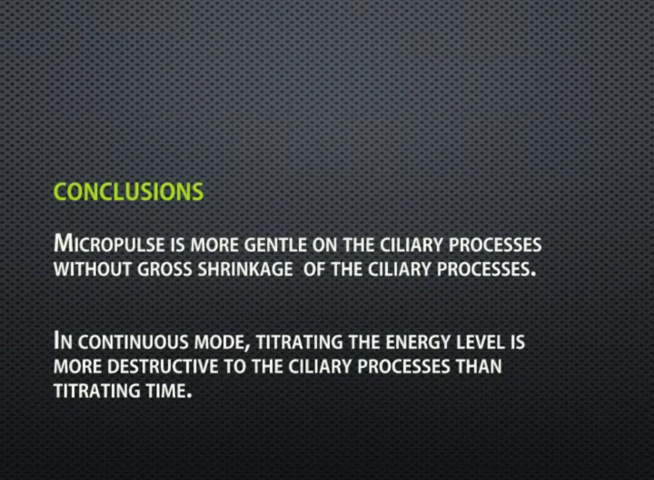 CONCLUSIONS
MICROPULSE IS MORE GENTLE ON THE CILIARY PROCESSES
WITHOUT GROSS SHRINKAGE OF THE CILIARY PROCESSES.
IN CONTINUOUS MODE, TITRATING THE ENERGY LEVEL IS
MORE DESTRUCTIVE TO THE CILIARY PROCESSES THAN
TITRATING TIME.